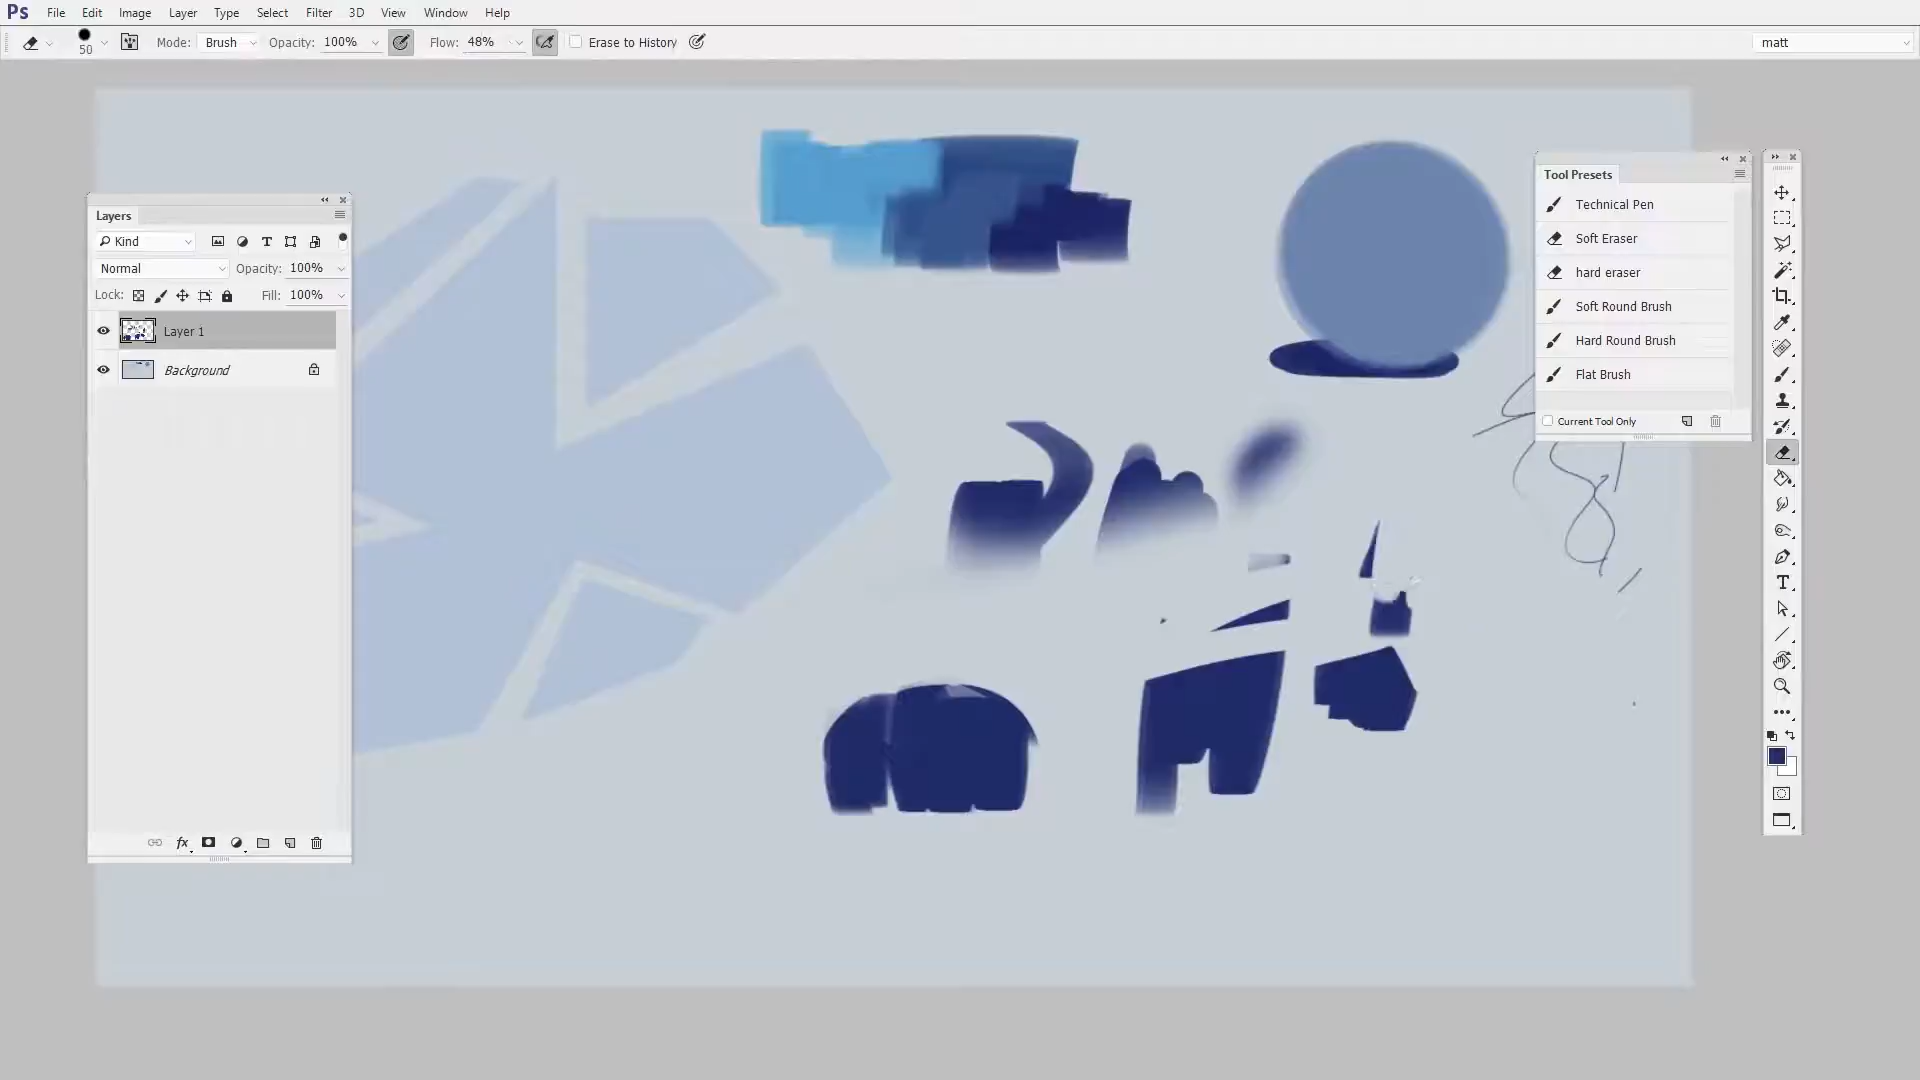 Ps File Edit Image Layer Type Select Filter 3D View Window Help
50 Mode: Brush Opacity: 100% Flow: 48% Erase to History matt
Layers
Kind
Normal Opacity: 100%
Lock: Fill: 100%
Layer 1
Background
fx
Tool Presets
Technical Pen
Soft Eraser
hard eraser
Soft Round Brush
Hard Round Brush
Flat Brush
Current Tool Only